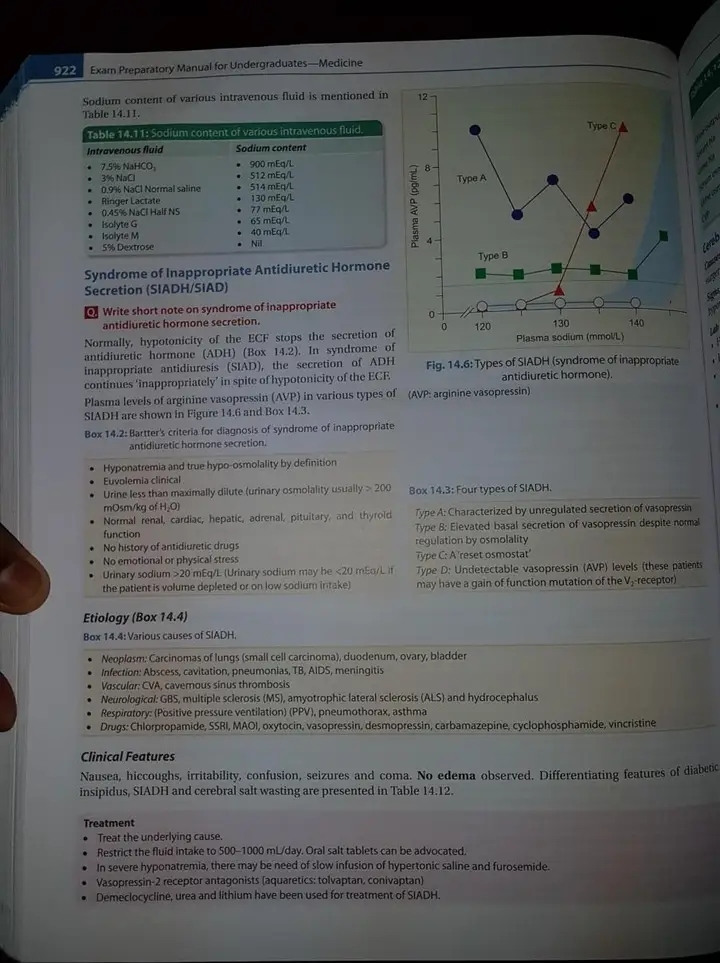 922 Exam Preparatory Manual for Undergraduates—Medicine
Sodium content of various intravenous fluid is mentioned in
Table 14.11.
Table 14.11: Sodium content of various intravenous fluid.
Intravenous fluid Sodium content
• 7.5% NaHCO₃ • 900 mEq/L
• 3% NaCl • 512 mEq/L
• 0.9% NaCl Normal saline • 514 mEq/L
• Ringer Lactate • 130 mEq/L
• 0.45% NaCl Half NS • 77 mEq/L
• Isolyte G • 65 mEq/L
• Isolyte M • 40 mEq/L
• 5% Dextrose • Nil
Syndrome of Inappropriate Antidiuretic Hormone
Secretion (SIADH/SIAD)
Q. Write short note on syndrome of inappropriate
antidiuretic hormone secretion.
Normally, hypotonicity of the ECF stops the secretion of
antidiuretic hormone (ADH) (Box 14.2). In syndrome of
inappropriate antidiuresis (SIAD), the secretion of ADH
continues 'inappropriately' in spite of hypotonicity of the ECF.
Plasma levels of arginine vasopressin (AVP) in various types of
SIADH are shown in Figure 14.6 and Box 14.3.
Box 14.2: Bartter's criteria for diagnosis of syndrome of inappropriate
antidiuretic hormone secretion.
• Hyponatremia and true hypo-osmolality by definition
• Euvolemia clinical
• Urine less than maximally dilute (urinary osmolality usually > 200
mOsm/kg of H₂O)
• Normal renal, cardiac, hepatic, adrenal, pituitary, and thyroid
function
• No history of antidiuretic drugs
• No emotional or physical stress
• Urinary sodium >20 mEq/L (Urinary sodium may be <20 mEq/L if
the patient is volume depleted or on low sodium intake)
12
8
4
0
Plasma AVP (pg/mL)
Type A
Type C
Type B
0 120 130 140
Plasma sodium (mmol/L)
Fig. 14.6: Types of SIADH (syndrome of inappropriate
antidiuretic hormone).
(AVP: arginine vasopressin)
Box 14.3: Four types of SIADH.
Type A: Characterized by unregulated secretion of vasopressin
Type B: Elevated basal secretion of vasopressin despite normal
regulation by osmolality
Type C: A 'reset osmostat'
Type D: Undetectable vasopressin (AVP) levels (these patients
may have a gain of function mutation of the V₂-receptor)
Etiology (Box 14.4)
Box 14.4: Various causes of SIADH.
• Neoplasm: Carcinomas of lungs (small cell carcinoma), duodenum, ovary, bladder
• Infection: Abscess, cavitation, pneumonias, TB, AIDS, meningitis
• Vascular: CVA, cavernous sinus thrombosis
• Neurological: GBS, multiple sclerosis (MS), amyotrophic lateral sclerosis (ALS) and hydrocephalus
• Respiratory: (Positive pressure ventilation) (PPV), pneumothorax, asthma
• Drugs: Chlorpropamide, SSRI, MAOI, oxytocin, vasopressin, desmopressin, carbamazepine, cyclophosphamide, vincristine
Clinical Features
Nausea, hiccoughs, irritability, confusion, seizures and coma. No edema observed. Differentiating features of diabetic
insipidus, SIADH and cerebral salt wasting are presented in Table 14.12.
Treatment
• Treat the underlying cause.
• Restrict the fluid intake to 500–1000 mL/day. Oral salt tablets can be advocated.
• In severe hyponatremia, there may be need of slow infusion of hypertonic saline and furosemide.
• Vasopressin-2 receptor antagonists (aquaretics: tolvaptan, conivaptan)
• Demeclocycline, urea and lithium have been used for treatment of SIADH.